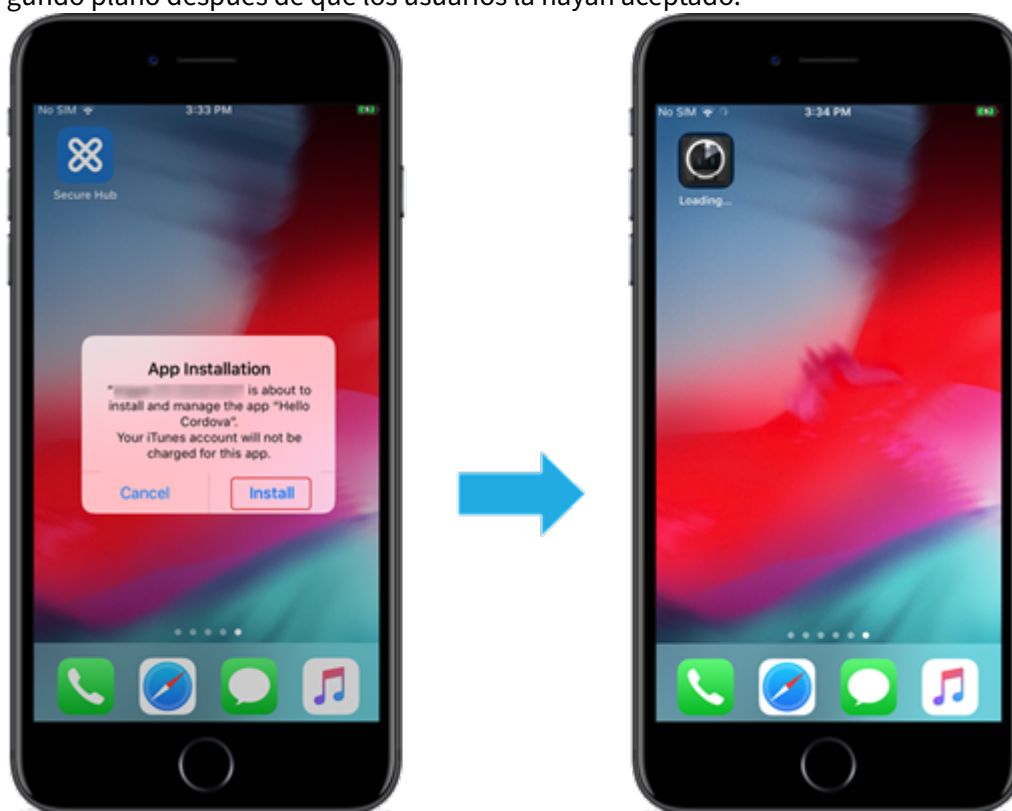 gundo plano después de que los usuarios la hayan aceptado.
No SIM 3:33 PM
Secure Hub
App Installation
" is about to
install and manage the app "Hello
Cordova".
Your iTunes account will not be
charged for this app.
Cancel Install
No SIM 3:34 PM
Loading...